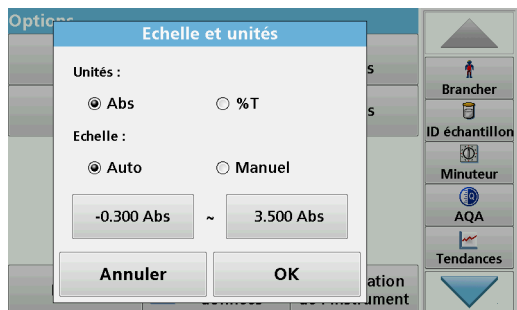 Options
Echelle et unités
Unités :
Abs
%T
Echelle :
Auto
Manuel
-0.300 Abs
~
3.500 Abs
Annuler
OK
Brancher
ID échantillon
Minuteur
AQA
Tendances